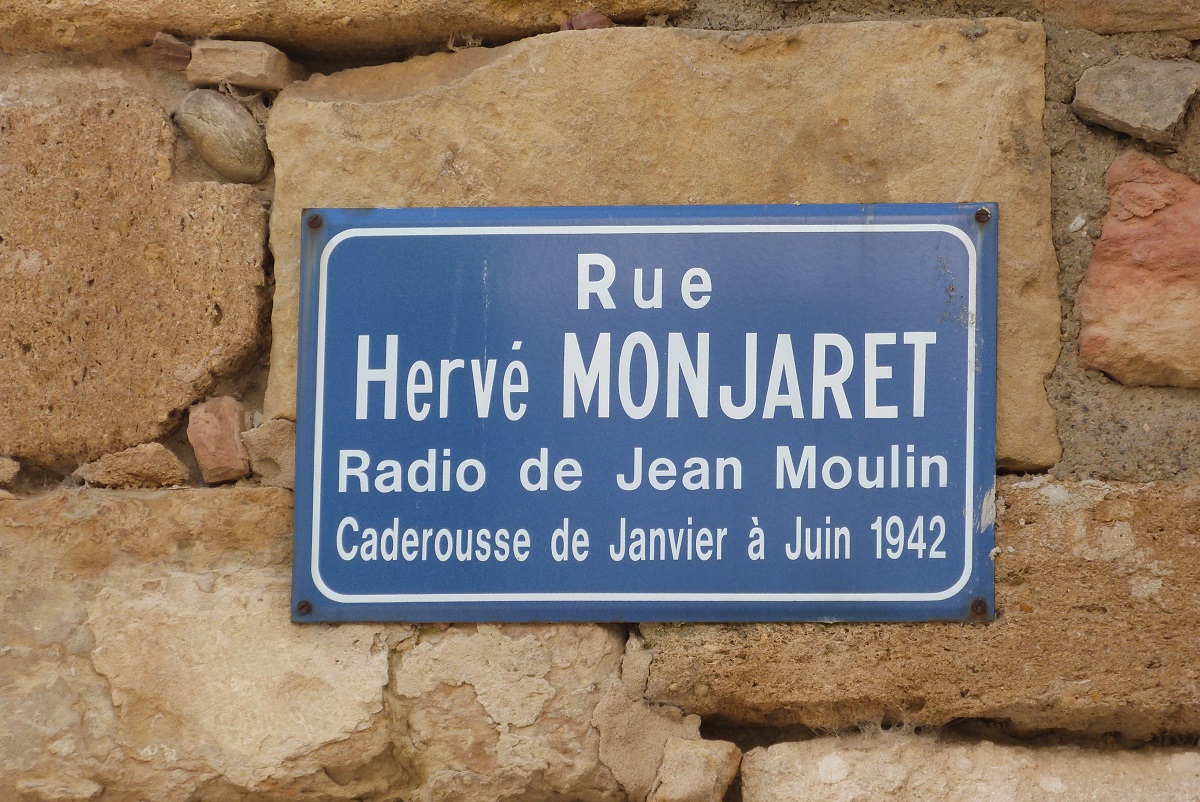 Rue
Hervé MONJARET
Radio de Jean Moulin
Caderousse de Janvier à Juin 1942